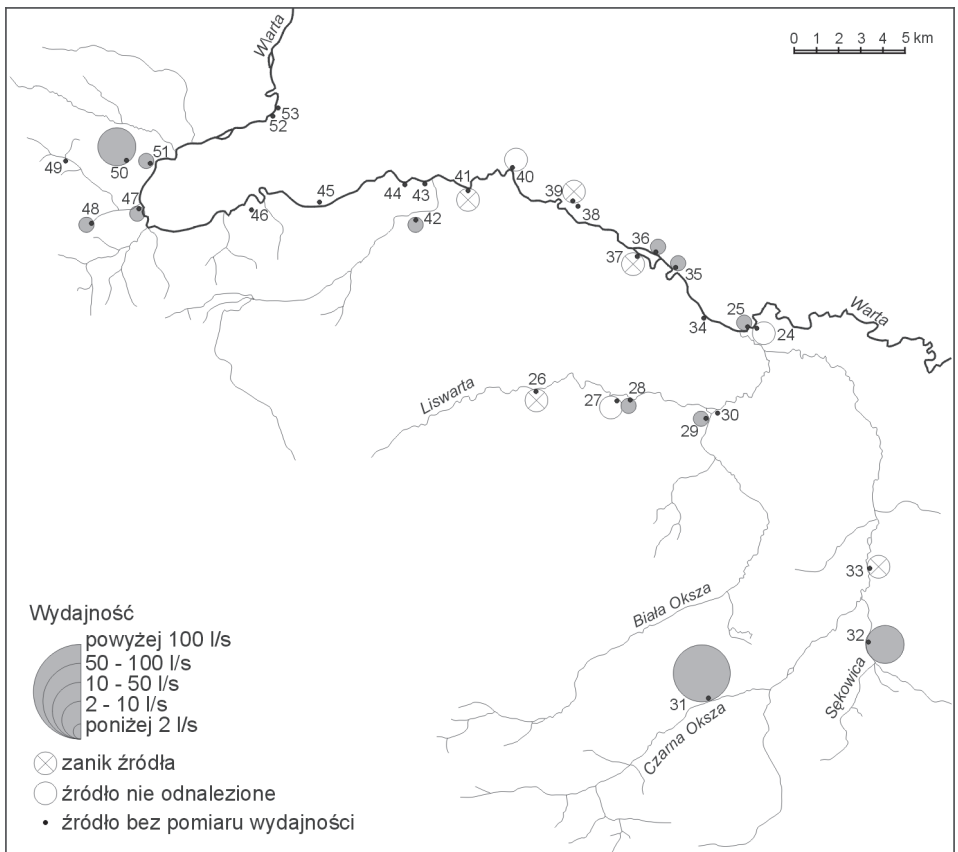 Warta
0 1 2 3 4 5 km
53
52
51
50
49
48
47
46
45
44
43
42
41
40
39
38
37
36
35
34
25
24
Warta
Liswarta
26
27
28
29
30
33
32
31
Biała Oksza
Czarna Oksza
Sękowica
Wydajność
powyżej 100 l/s
50 - 100 l/s
10 - 50 l/s
2 - 10 l/s
poniżej 2 l/s
zanik źródła
źródło nie odnalezione
źródło bez pomiaru wydajności